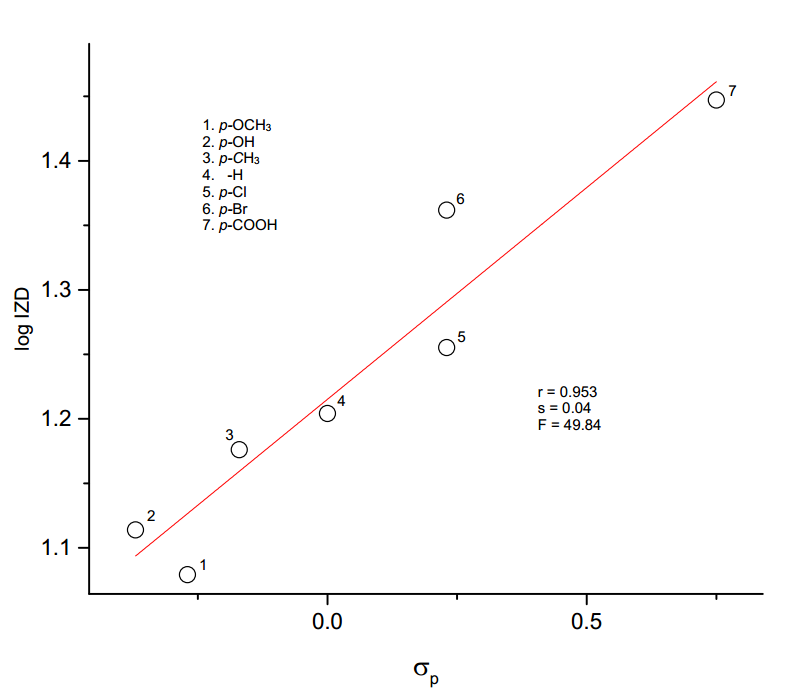 1. p-OCH₃
2. p-OH
3. p-CH₃
4. -H
5. p-Cl
6. p-Br
7. p-COOH
7
6
5
4
3
2
1
r = 0.953
s = 0.04
F = 49.84
1.4
1.3
1.2
1.1
log IZD
0.0 0.5
σₚ